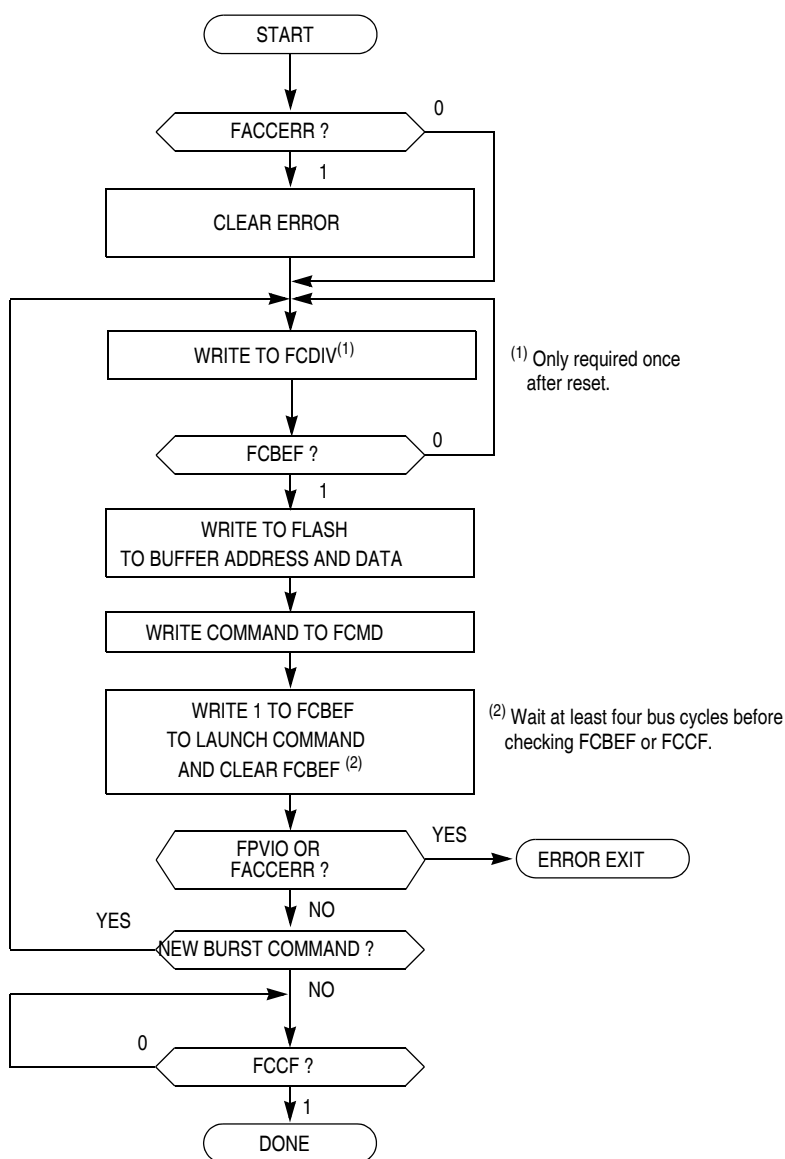 START
FACCERR ?
0
1
CLEAR ERROR
WRITE TO FCDIV(1)
(1) Only required once
after reset.
FCBEF ?
0
1
WRITE TO FLASH
TO BUFFER ADDRESS AND DATA
WRITE COMMAND TO FCMD
WRITE 1 TO FCBEF
TO LAUNCH COMMAND
AND CLEAR FCBEF (2)
(2) Wait at least four bus cycles before
checking FCBEF or FCCF.
FPVIO OR
FACCERR ?
YES
ERROR EXIT
NO
YES
NEW BURST COMMAND ?
NO
0
FCCF ?
1
DONE